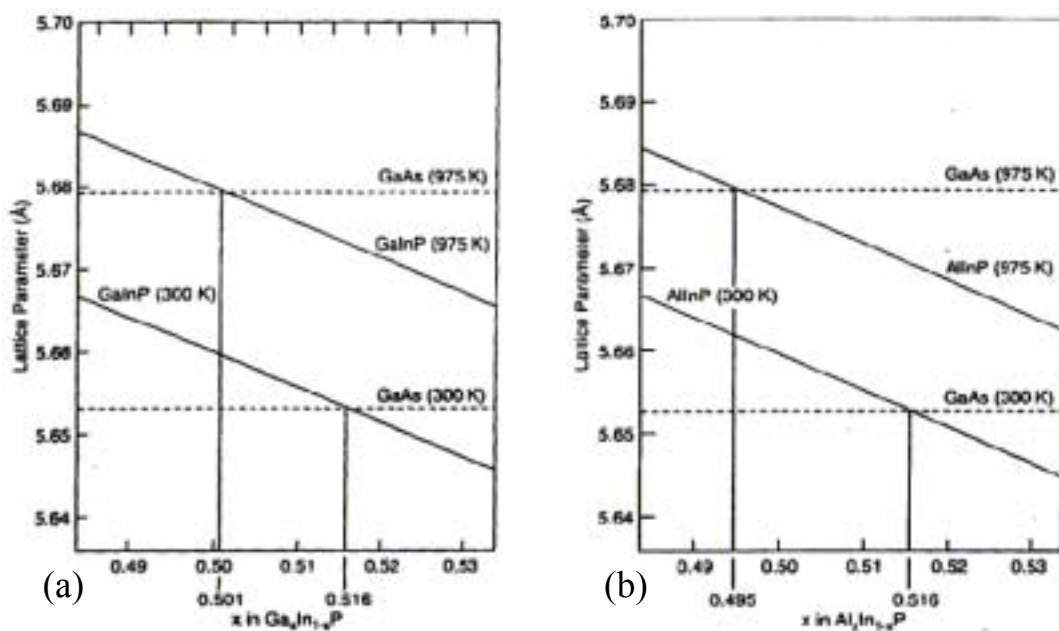 5.70
5.69
5.68
5.67
5.66
5.65
5.64
Lattice Parameter (Å)
GaAs (975 K)
GaInP (975 K)
GaInP (300 K)
GaAs (300 K)
(a)
0.49 0.50 0.51 0.52 0.53
0.501 0.516
x in GaxIn1-xP
5.70
5.69
5.68
5.67
5.66
5.65
5.64
Lattice Parameter (Å)
GaAs (975 K)
AlInP (975 K)
AlInP (300 K)
GaAs (300 K)
(b)
0.49 0.50 0.51 0.52 0.53
0.495 0.516
x in AlxIn1-xP